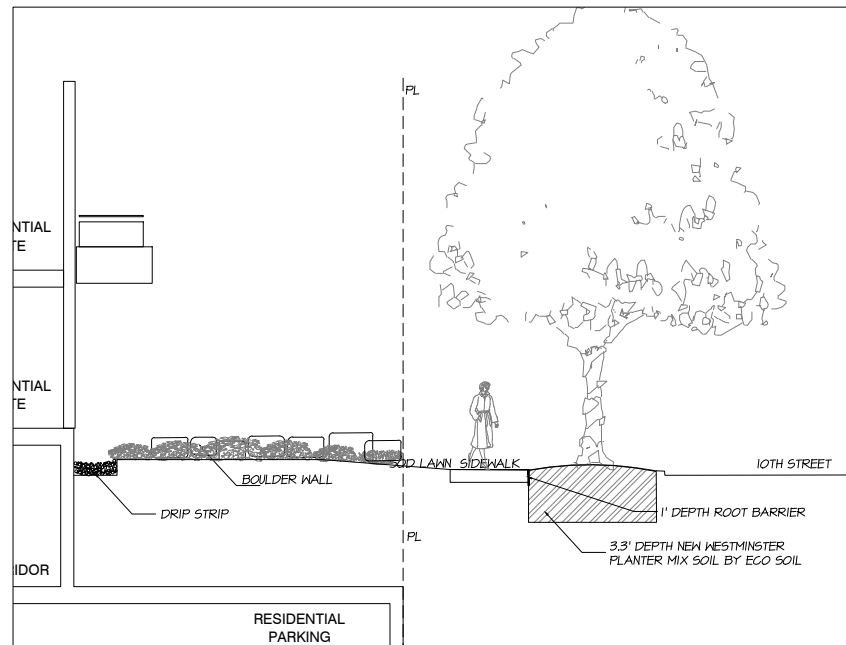 PL
NTIAL
TE
NTIAL
TE
SOD LAWN SIDEWALK
10TH STREET
BOULDER WALL
DRIP STRIP
1' DEPTH ROOT BARRIER
PL
3.3' DEPTH NEW WESTMINSTER
PLANTER MIX SOIL BY ECO SOIL
IDOR
RESIDENTIAL
PARKING